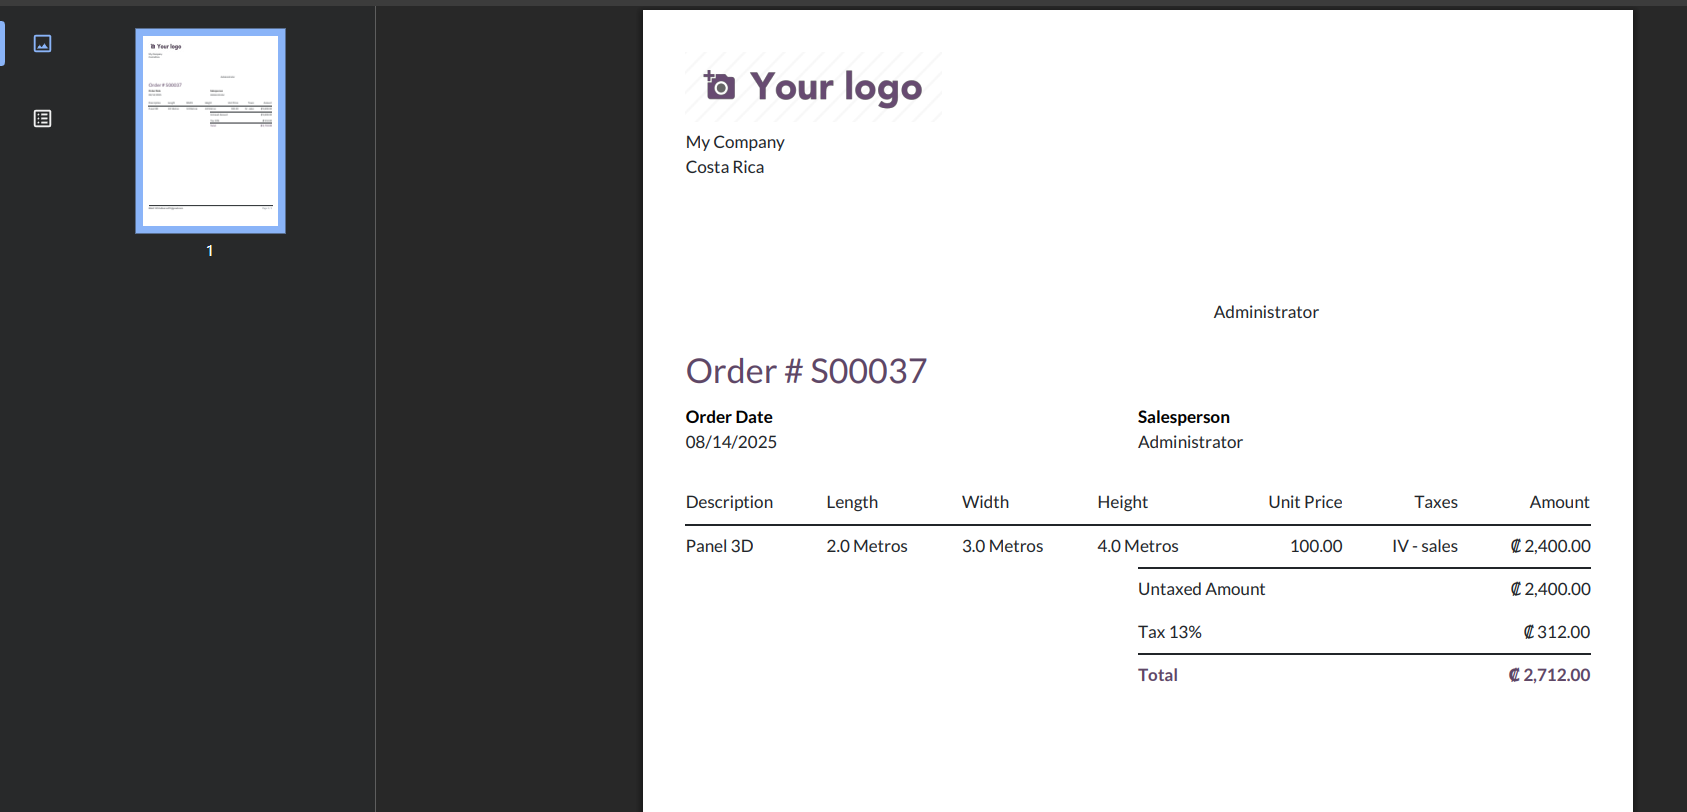 1
Your logo
My Company
Costa Rica
Administrator
Order # S00037
Order Date Salesperson
08/14/2025 Administrator
Description Length Width Height Unit Price Taxes Amount
Panel 3D 2.0 Metros 3.0 Metros 4.0 Metros 100.00 IV - sales ₡ 2,400.00
Untaxed Amount ₡ 2,400.00
Tax 13% ₡ 312.00
Total ₡ 2,712.00